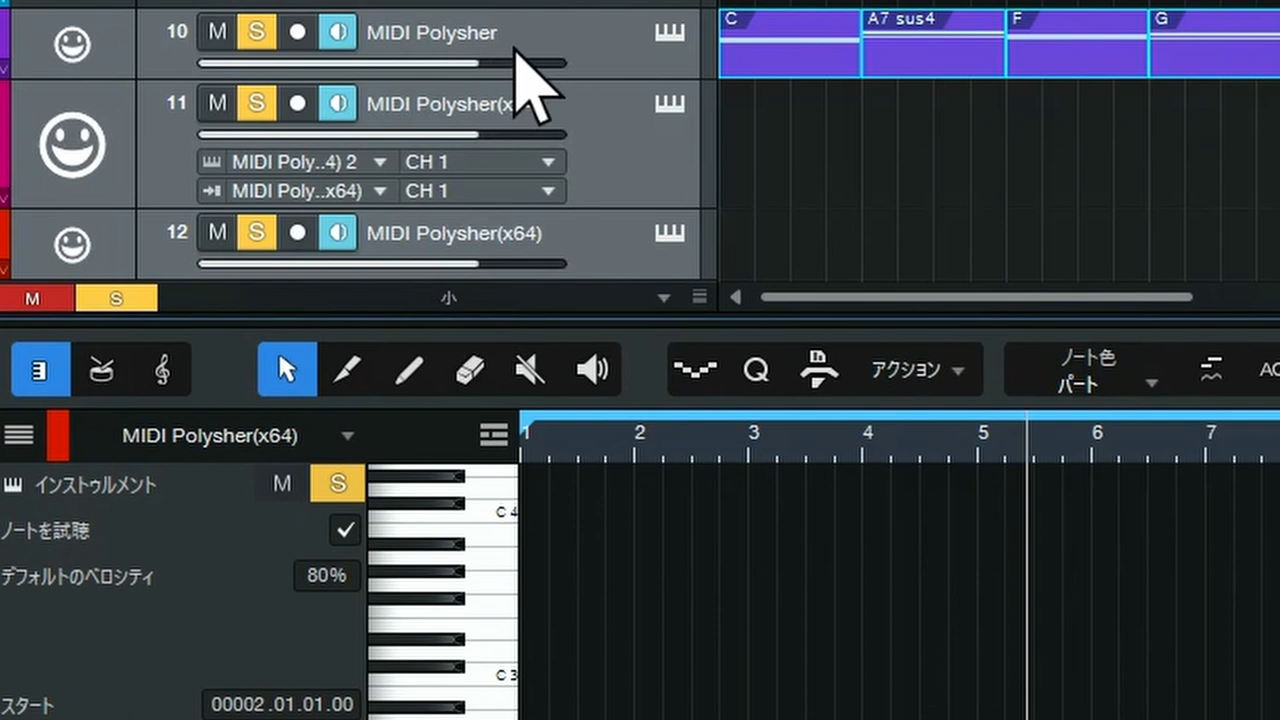 10 M S MIDI Polysher C A7 sus4 F G
11 M S MIDI Polysher(x
MIDI Poly..4) 2 CH 1
MIDI Poly..x64) CH 1
12 M S MIDI Polysher(x64)
M S 小
Q アクション ノート色
パート
MIDI Polysher(x64) 1 2 3 4 5 6 7
インストゥルメント M S
C 4
ノートを試聴
デフォルトのベロシティ 80%
C 3
スタート 00002.01.01.00